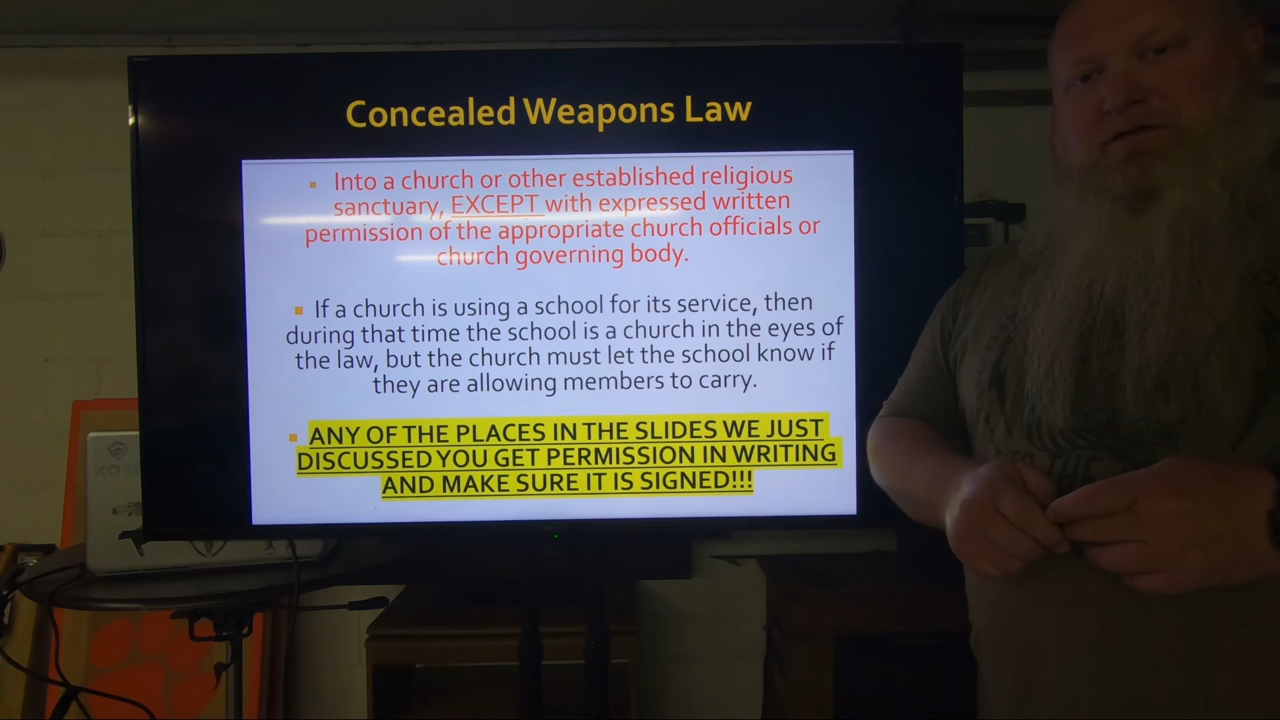 Concealed Weapons Law
Into a church or other established religious
sanctuary, EXCEPT with expressed written
permission of the appropriate church officials or
church governing body.
If a church is using a school for its service, then
during that time the school is a church in the eyes of
the law, but the church must let the school know if
they are allowing members to carry.
ANY OF THE PLACES IN THE SLIDES WE JUST
DISCUSSED YOU GET PERMISSION IN WRITING
AND MAKE SURE IT IS SIGNED!!!